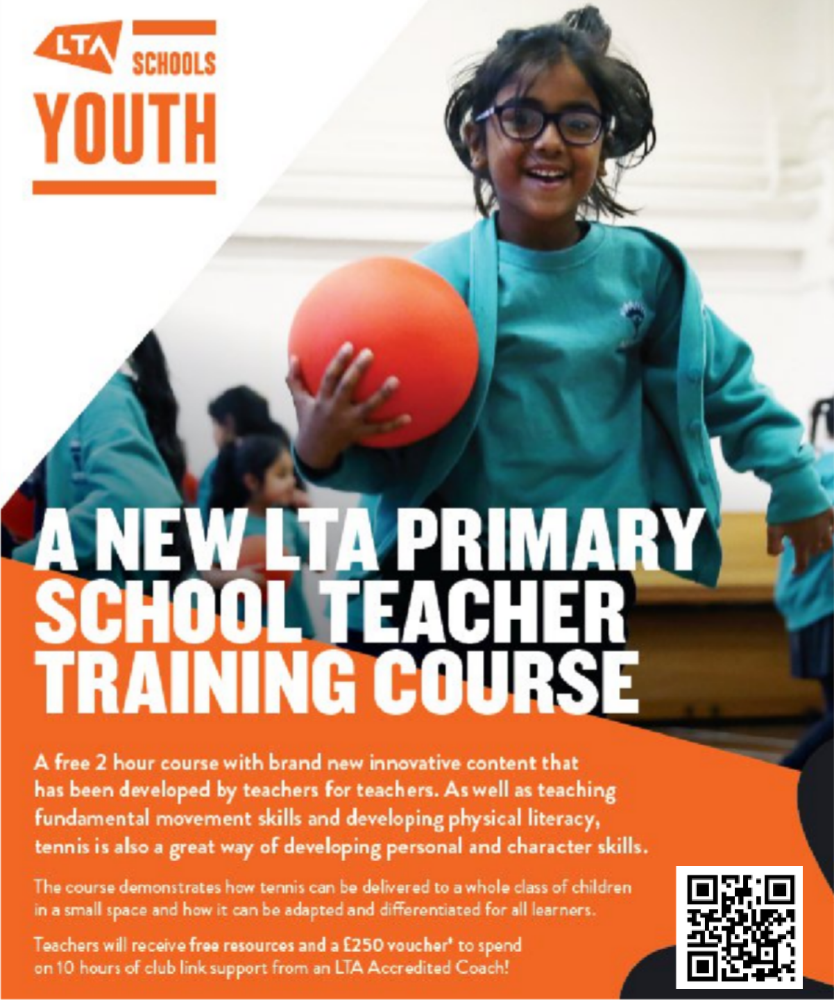 LTA
SCHOOLS
YOUTH
A NEW LTA PRIMARY
SCHOOL TEACHER
TRAINING COURSE
A free 2 hour course with brand new innovative content that
has been developed by teachers for teachers. As well as teaching
fundamental movement skills and developing physical literacy,
tennis is also a great way of developing personal and character skills.
The course demonstrates how tennis can be delivered to a whole class of children
in a small space and how it can be adapted and differentiated for all learners.
Teachers will receive free resources and a £250 voucher* to spend
on 10 hours of club link support from an LTA Accredited Coach!